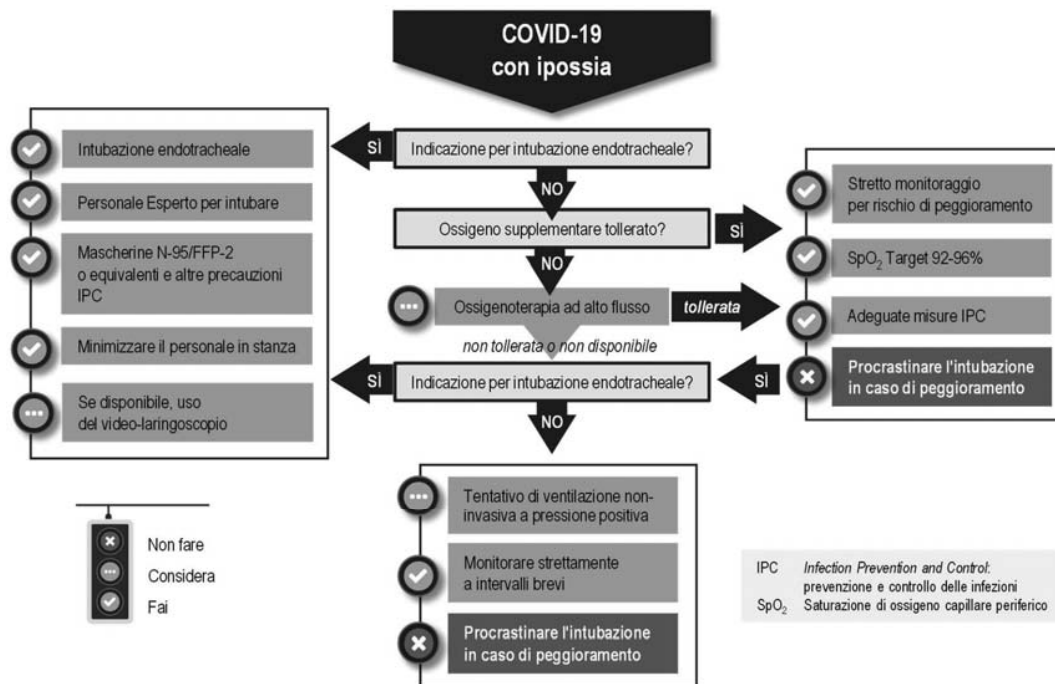 COVID-19
con ipossia
Indicazione per intubazione endotracheale?
SÌ
NO
Intubazione endotracheale
Personale Esperto per intubare
Mascherine N-95/FFP-2
o equivalenti e altre precauzioni
IPC
Minimizzare il personale in stanza
Se disponibile, uso
del video-laringoscopio
Ossigeno supplementare tollerato?
SÌ
NO
Stretto monitoraggio
per rischio di peggioramento
SpO₂ Target 92-96%
Adeguate misure IPC
Procrastinare l'intubazione
in caso di peggioramento
Ossigenoterapia ad alto flusso
tollerata
non tollerata o non disponibile
SÌ
Indicazione per intubazione endotracheale?
SÌ
NO
Tentativo di ventilazione non-
invasiva a pressione positiva
Monitorare strettamente
a intervalli brevi
Procrastinare l'intubazione
in caso di peggioramento
Non fare
Considera
Fai
IPC Infection Prevention and Control:
prevenzione e controllo delle infezioni
SpO₂ Saturazione di ossigeno capillare periferico